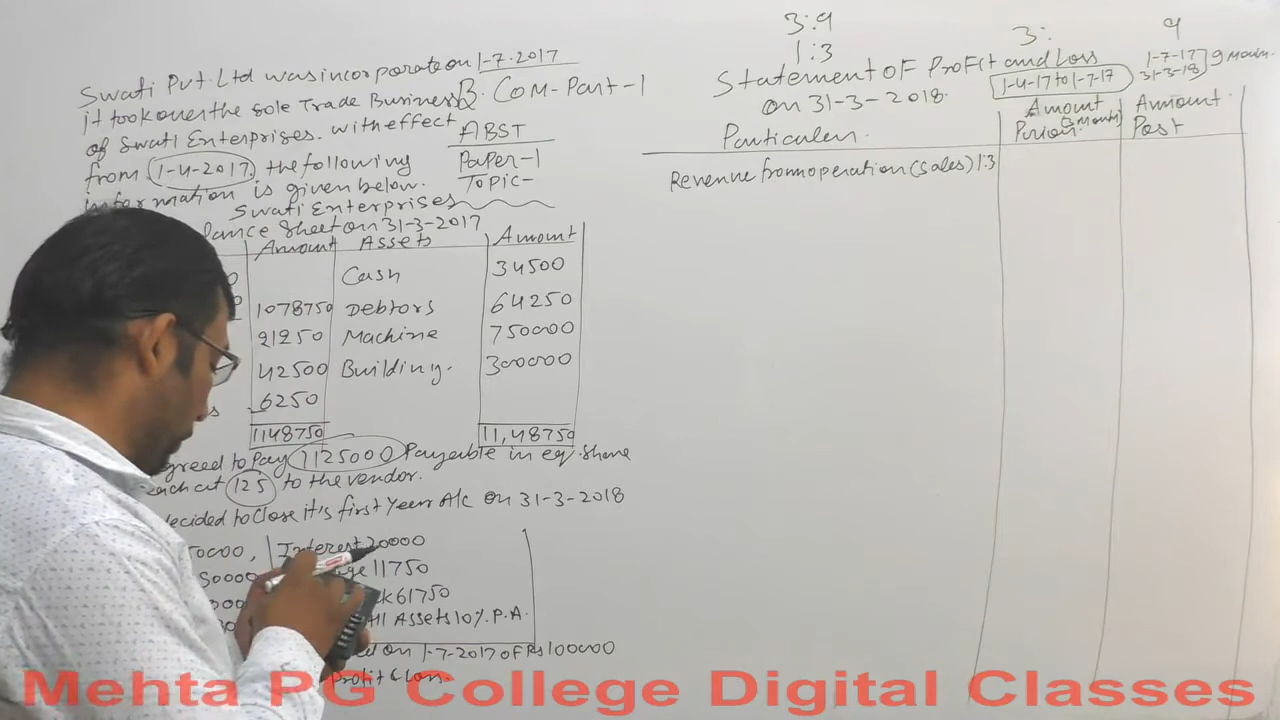 Swati Pvt Ltd was incorporate on 1-7-2017
it took over the sole Trade Business
of Swati Enterprises. with effect
from 1-4-2017 the following
information is given below.
B. Com-Part-1
ABST
Paper-1
Topic-
Swati Enterprises
lance Sheet on 31-3-2017
Amount Assets Amount
Cash 34500
1078750 Debtors 64250
21250 Machine 750000
42500 Building. 300000
6250
1148750 11,48750
greed to Pay 1125000 Payable in eq. Share
each at 125 to the vendor.
decided to close it's first Year A/c on 31-3-2018
50000, Interest 20000
50000 11750
k 61750
All Assets 10% P.A.
on 1-7-2017 of Rs 100000
Profit
3:9
1:3
3: 9
Statement of Profit and Loss
on 31-3-2018
1-4-17 to 1-7-17
1-7-17
31-3-18 9 month
Particulars Amount Amount
(3 months) Post
Revenue from operation (Sales) 1:3
Mehta PG College Digital Classes